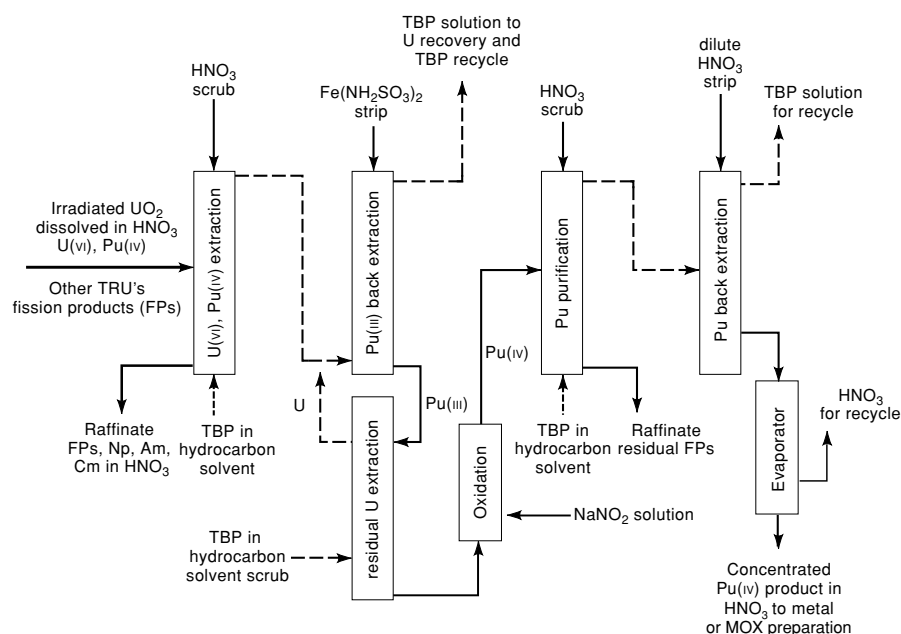 TBP solution to
U recovery and
TBP recycle
dilute
HNO₃
strip
HNO₃
scrub
Fe(NH₂SO₃)₂
strip
HNO₃
scrub
TBP solution
for recycle
Irradiated UO₂
dissolved in HNO₃
U(VI), Pu(IV)
Other TRU's
fission products (FPs)
U(VI), Pu(IV) extraction
Pu(III) back extraction
Pu purification
Pu back extraction
Pu(IV)
U
Pu(III)
Raffinate
FPs, Np, Am,
Cm in HNO₃
TBP in
hydrocarbon
solvent
residual U extraction
Oxidation
TBP in
hydrocarbon
solvent
Raffinate
residual FPs
Evaporator
HNO₃
for recycle
NaNO₂ solution
TBP in
hydrocarbon
solvent scrub
Concentrated
Pu(IV) product in
HNO₃ to metal
or MOX preparation